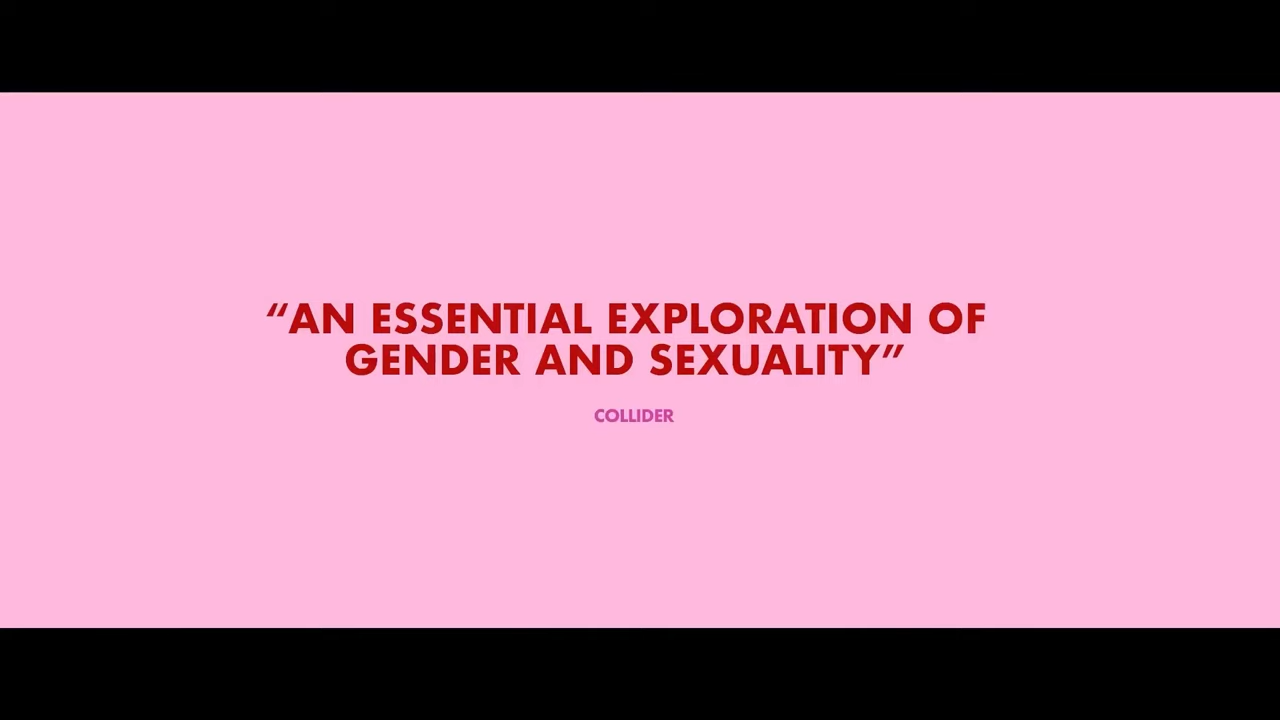 “AN ESSENTIAL EXPLORATION OF
GENDER AND SEXUALITY”
COLLIDER